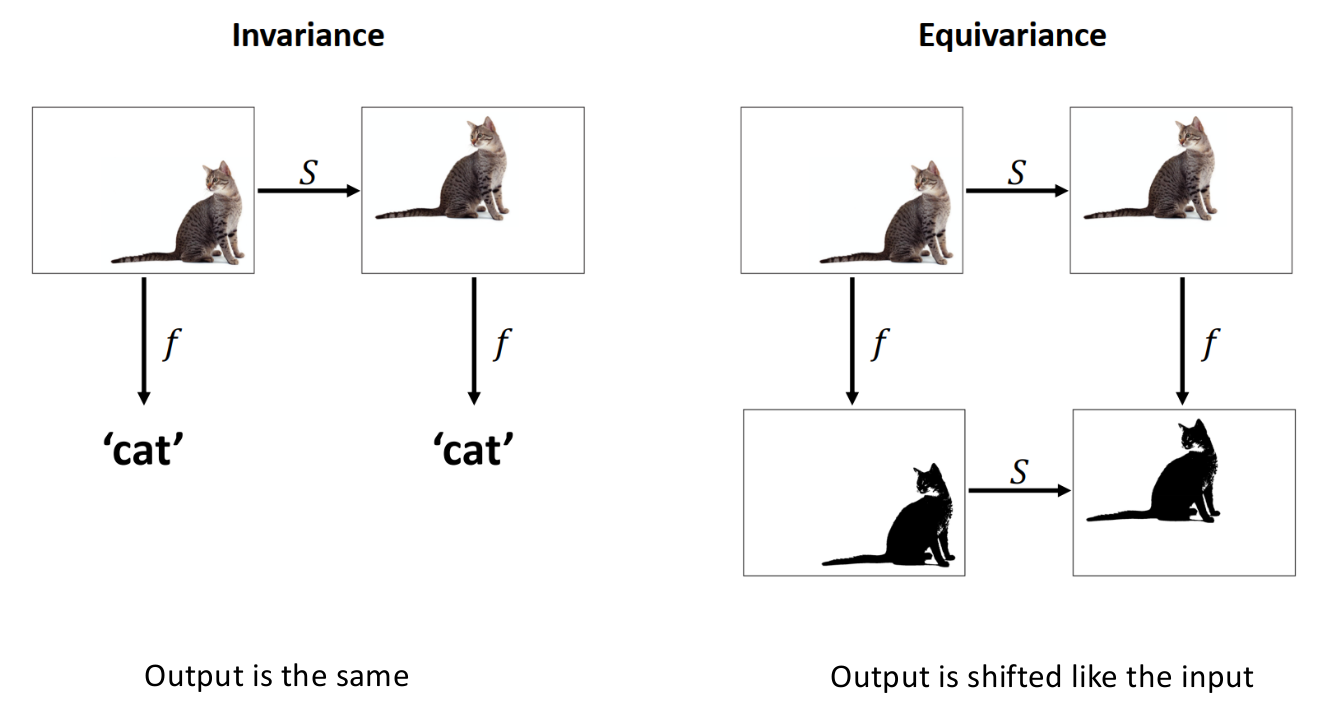 Invariance
Equivariance
S
S
f
f
f
f
‘cat’
‘cat’
S
Output is the same
Output is shifted like the input